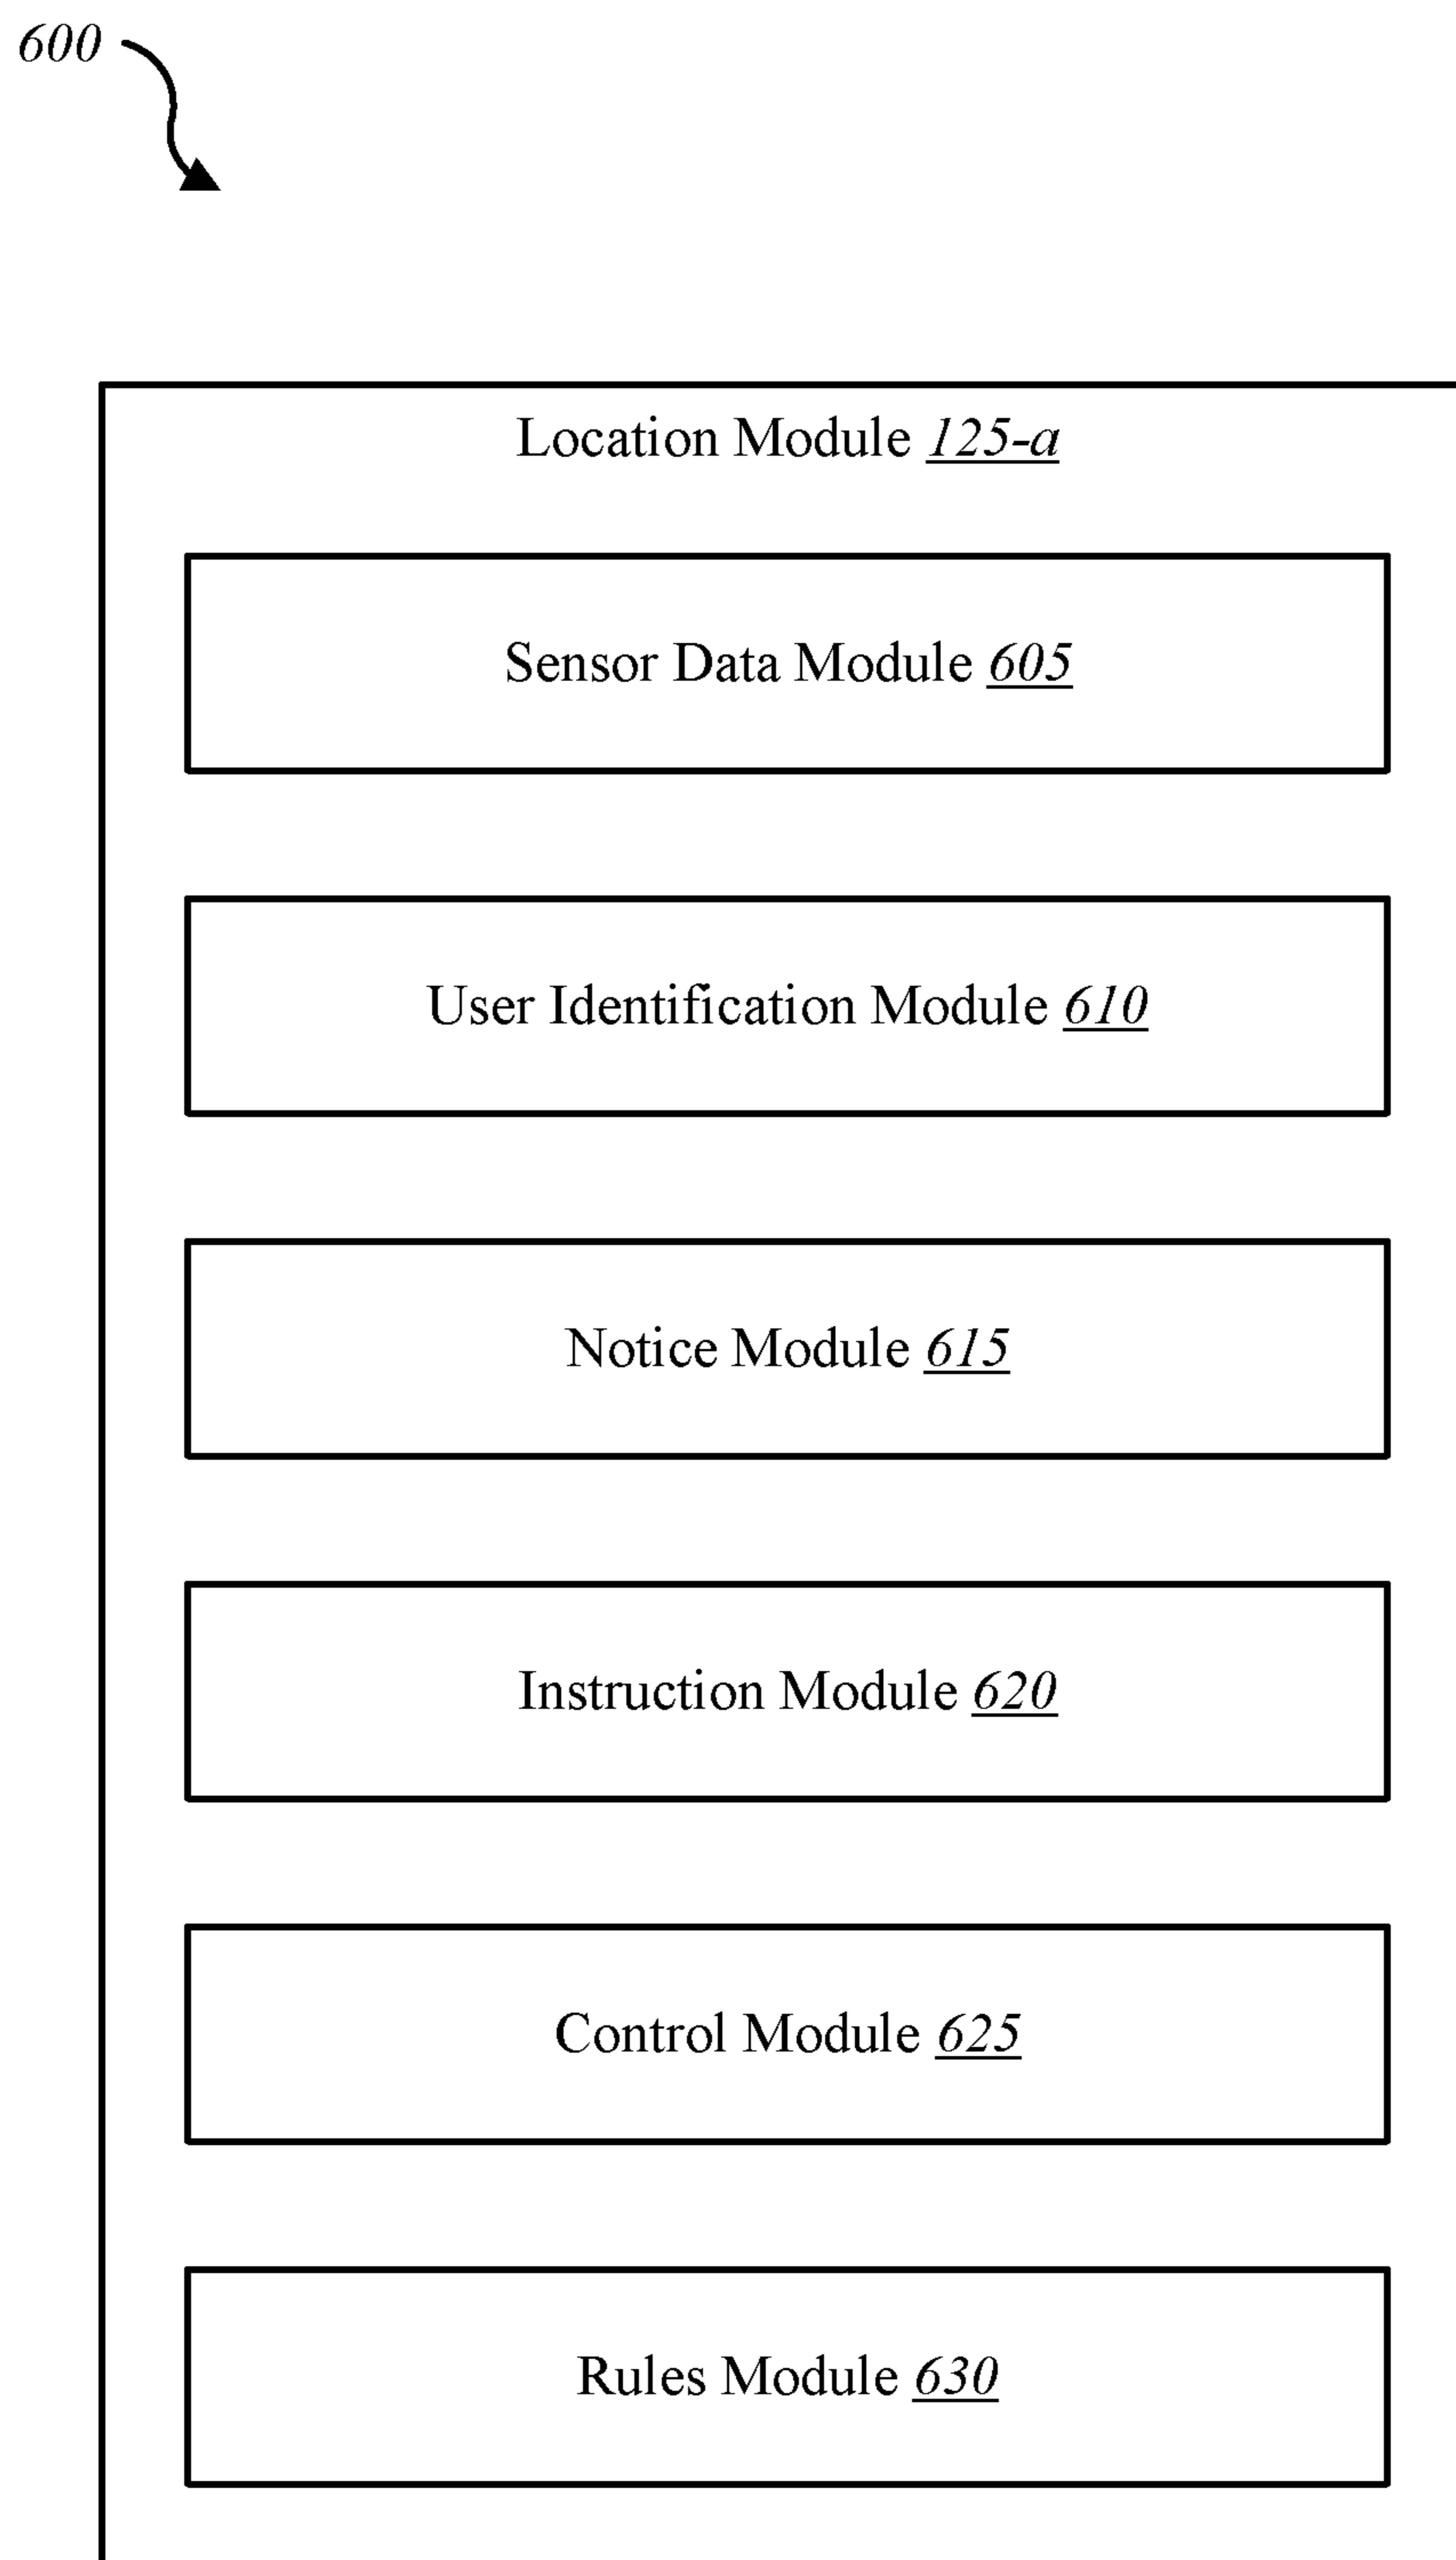 600
Location Module 125-a
Sensor Data Module 605
User Identification Module 610
Notice Module 615
Instruction Module 620
Control Module 625
Rules Module 630